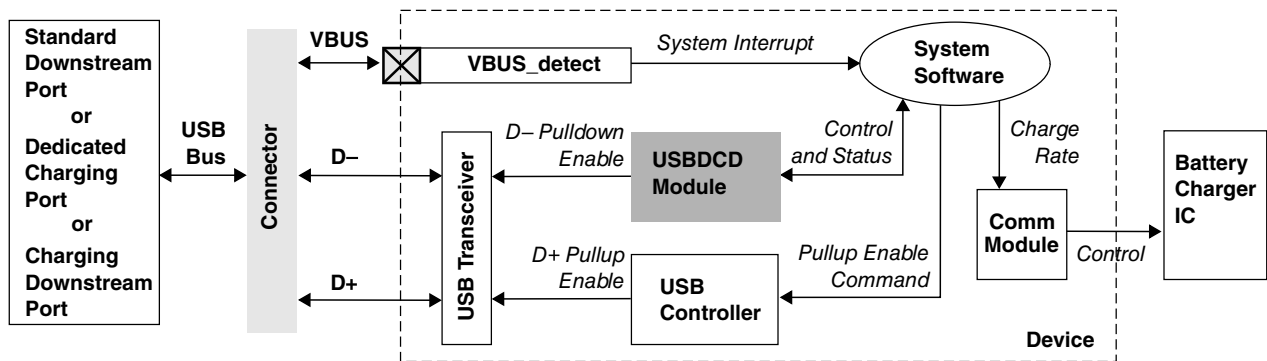 Standard
Downstream
Port
or
Dedicated
Charging
Port
or
Charging
Downstream
Port
USB
Bus
Connector
VBUS
D–
D+
VBUS_detect
System Interrupt
System
Software
USB Transceiver
D– Pulldown
Enable
USBDCD
Module
Control
and Status
Charge
Rate
D+ Pullup
Enable
USB
Controller
Pullup Enable
Command
Comm
Module
Control
Battery
Charger
IC
Device